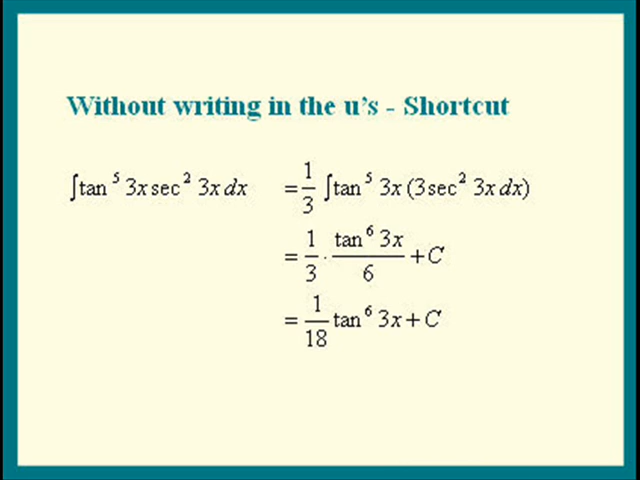 Without writing in the u's - Shortcut
∫tan⁵ 3x sec² 3x dx = 1/3 ∫tan⁵ 3x (3sec² 3x dx)
= 1/3 · tan⁶ 3x/6 + C
= 1/18 tan⁶ 3x + C